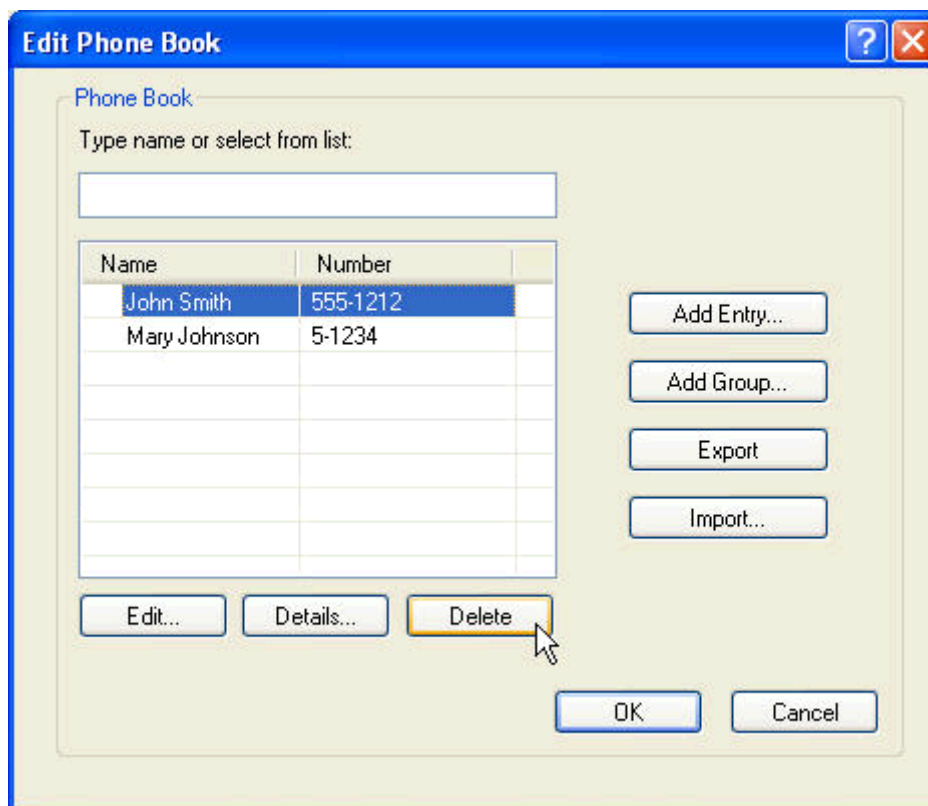 Edit Phone Book
?
Phone Book
Type name or select from list:
Name Number
John Smith 555-1212
Mary Johnson 5-1234
Add Entry...
Add Group...
Export
Import...
Edit... Details... Delete
OK Cancel